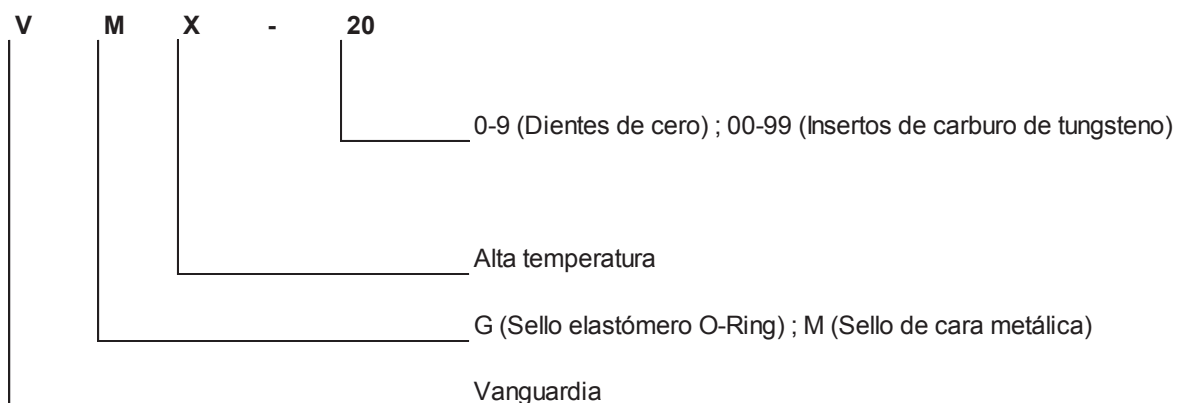 V M X - 20
0-9 (Dientes de cero) ; 00-99 (Insertos de carburo de tungsteno)
Alta temperatura
G (Sello elastómero O-Ring) ; M (Sello de cara metálica)
Vanguardia